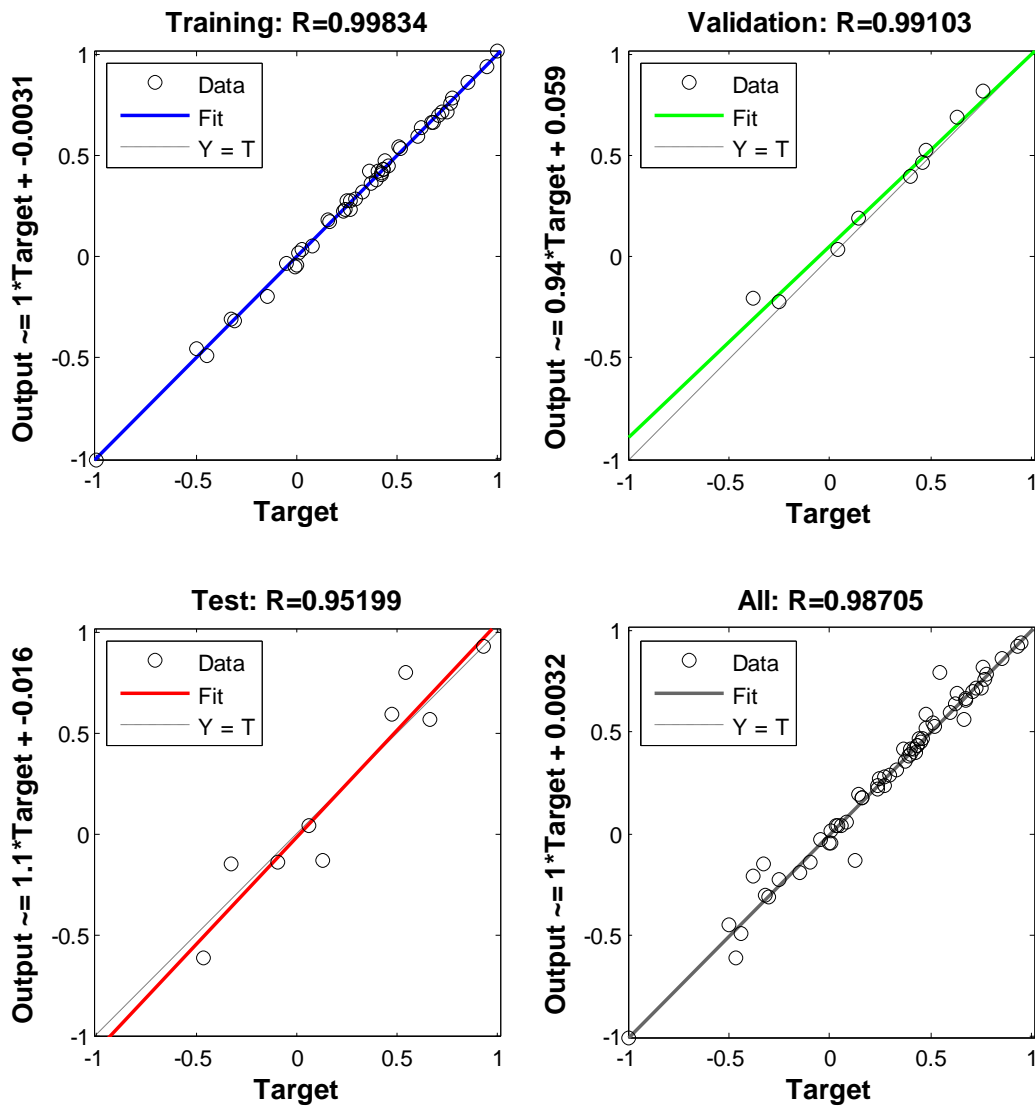 Training: R=0.99834
Output ~= 1*Target + -0.0031
1
0.5
0
-0.5
-1
Data
Fit
Y = T
-1
-0.5
0
0.5
1
Target
Validation: R=0.99103
Output ~= 0.94*Target + 0.059
1
0.5
0
-0.5
-1
Data
Fit
Y = T
-1
-0.5
0
0.5
1
Target
Test: R=0.95199
Output ~= 1.1*Target + -0.016
1
0.5
0
-0.5
-1
Data
Fit
Y = T
-1
-0.5
0
0.5
1
Target
All: R=0.98705
Output ~= 1*Target + 0.0032
1
0.5
0
-0.5
-1
Data
Fit
Y = T
-1
-0.5
0
0.5
1
Target